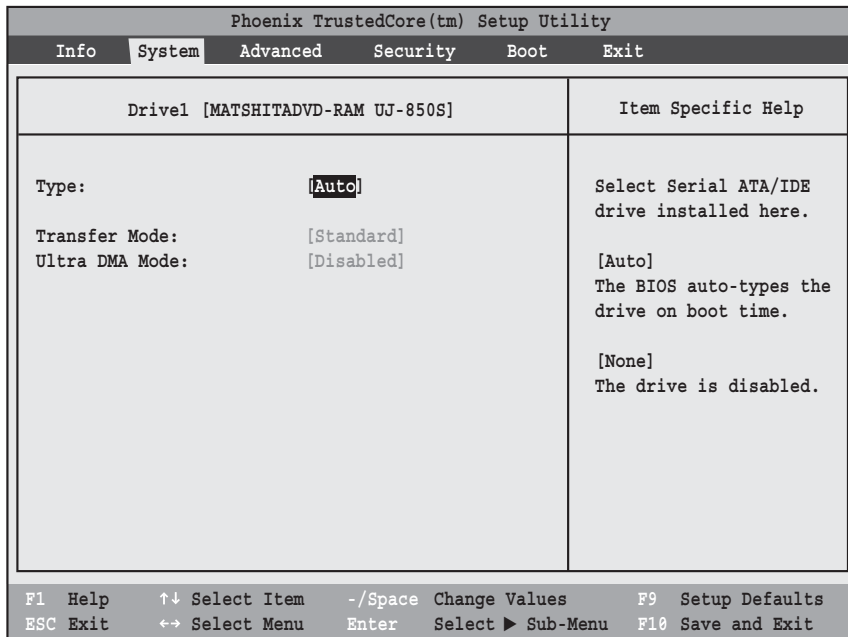 Phoenix TrustedCore(tm) Setup Utility
Info System Advanced Security Boot Exit
Drive1 [MATSHITADVD-RAM UJ-850S]
Type: [Auto]
Transfer Mode: [Standard]
Ultra DMA Mode: [Disabled]
Item Specific Help
Select Serial ATA/IDE
drive installed here.
[Auto]
The BIOS auto-types the
drive on boot time.
[None]
The drive is disabled.
F1 Help ↑↓ Select Item -/Space Change Values F9 Setup Defaults
ESC Exit ←→ Select Menu Enter Select ▶ Sub-Menu F10 Save and Exit